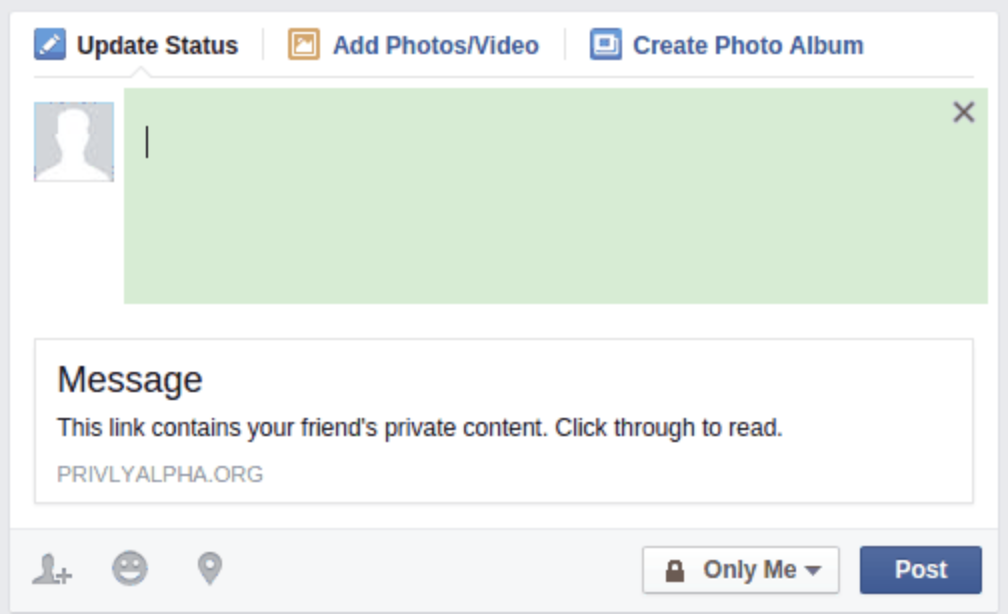 Update Status
Add Photos/Video
Create Photo Album
Message
This link contains your friend's private content. Click through to read.
PRIVLYALPHA.ORG
Only Me
Post